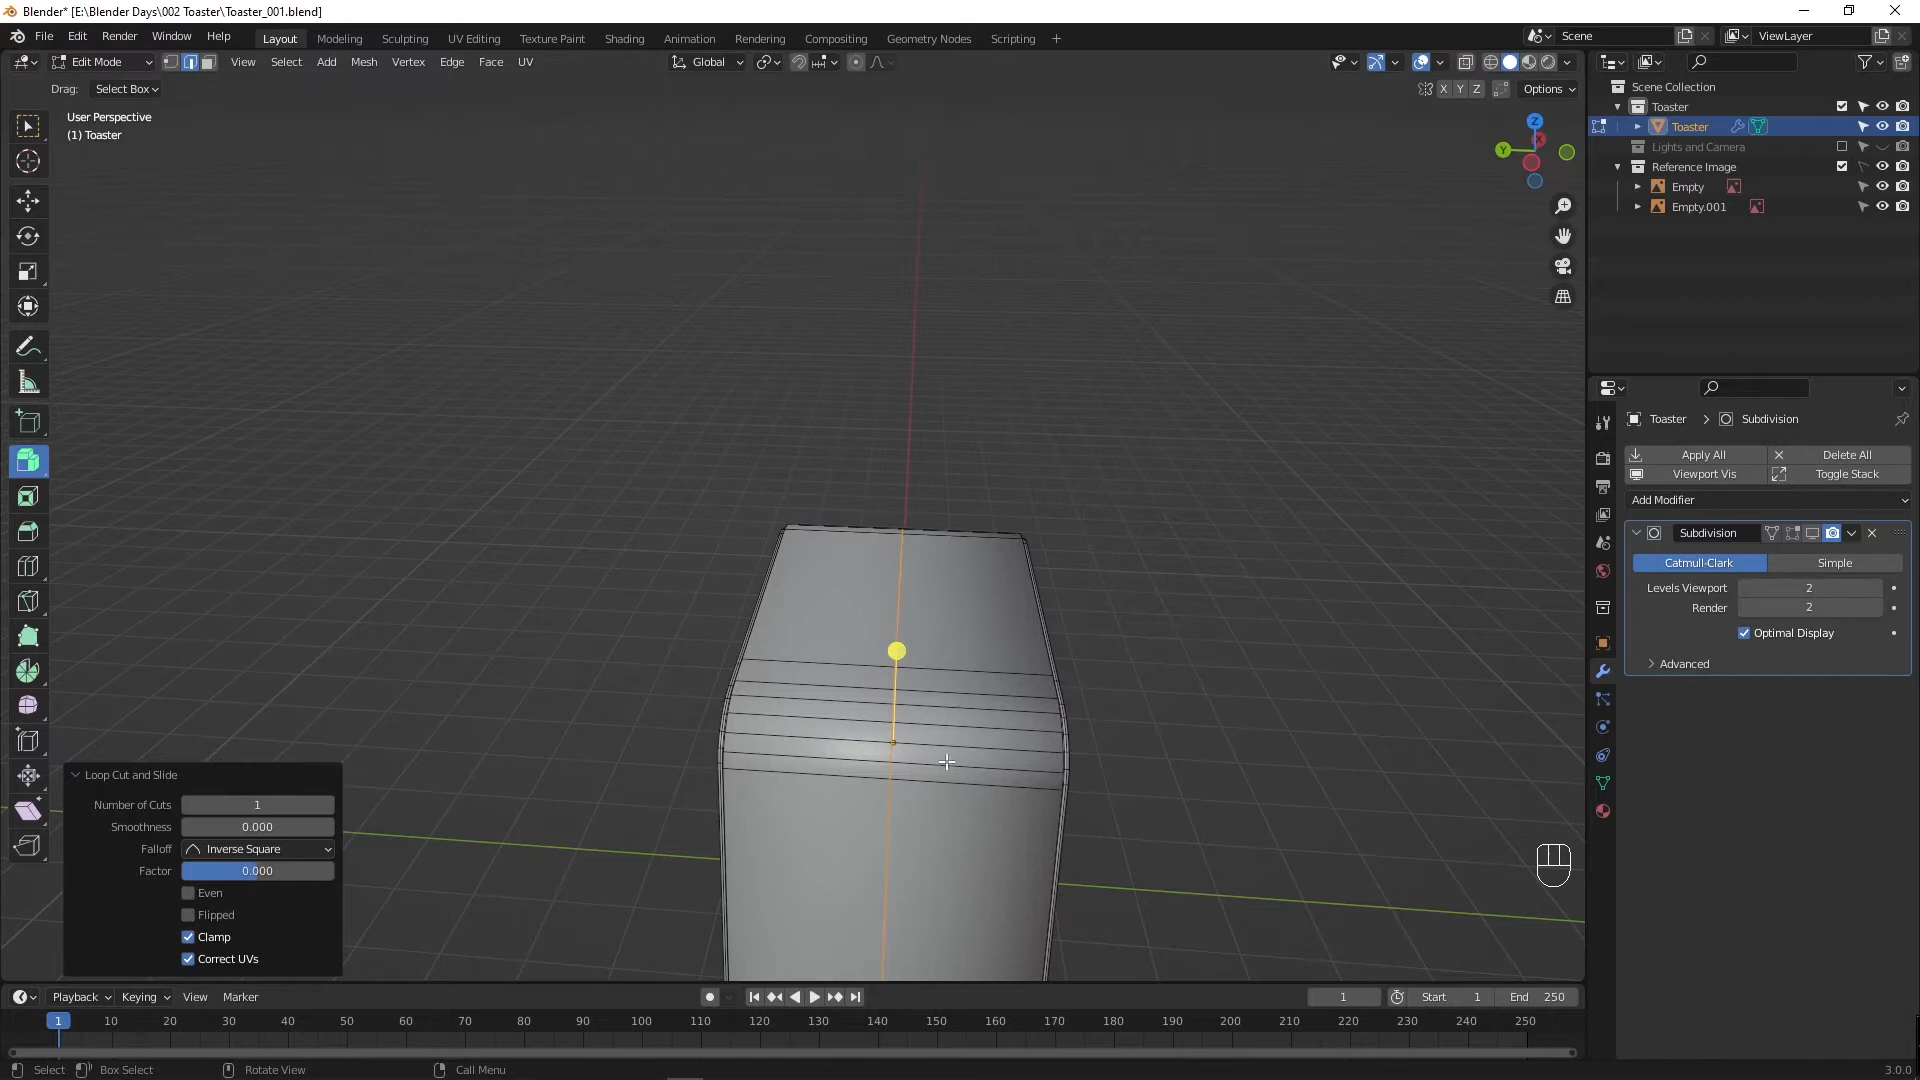 Blender* [E:\Blender Days\002 Toaster\Toaster_001.blend]
File Edit Render Window Help Layout Modeling Sculpting UV Editing Texture Paint Shading Animation Rendering Compositing Geometry Nodes Scripting + Scene ViewLayer
Edit Mode View Select Add Mesh Vertex Edge Face UV Global
Drag: Select Box X Y Z Options
User Perspective
(1) Toaster
Z
X
Y
Scene Collection
Toaster
Toaster
Lights and Camera
Reference Image
Empty
Empty.001
Toaster > Subdivision
Apply All Delete All
Viewport Vis Toggle Stack
Add Modifier
Subdivision
Catmull-Clark Simple
Levels Viewport 2
Render 2
Optimal Display
Advanced
Loop Cut and Slide
Number of Cuts 1
Smoothness 0.000
Falloff Inverse Square
Factor 0.000
Even
Flipped
Clamp
Correct UVs
Playback Keying View Marker 1 Start 1 End 250
1 10 20 30 40 50 60 70 80 90 100 110 120 130 140 150 160 170 180 190 200 210 220 230 240 250
Select Box Select Rotate View Call Menu 3.0.0